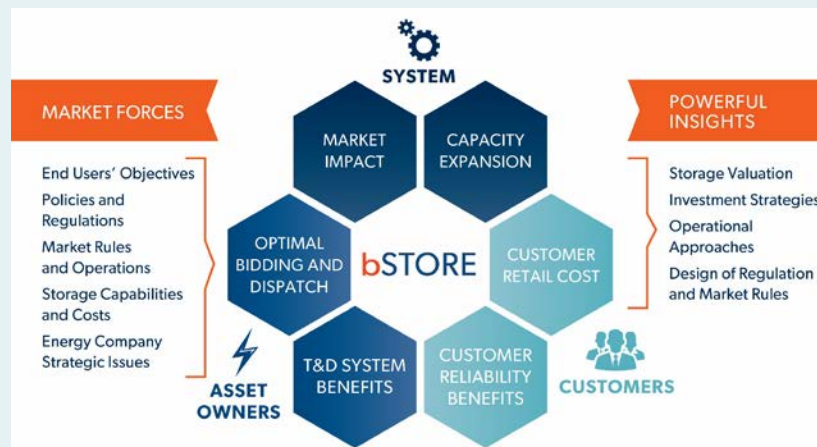 SYSTEM
MARKET FORCES
End Users' Objectives
Policies and
Regulations
Market Rules
and Operations
Storage Capabilities
and Costs
Energy Company
Strategic Issues
MARKET
IMPACT
CAPACITY
EXPANSION
OPTIMAL
BIDDING AND
DISPATCH
bSTORE
CUSTOMER
RETAIL COST
T&D SYSTEM
BENEFITS
CUSTOMER
RELIABILITY
BENEFITS
ASSET
OWNERS
CUSTOMERS
POWERFUL
INSIGHTS
Storage Valuation
Investment Strategies
Operational
Approaches
Design of Regulation
and Market Rules